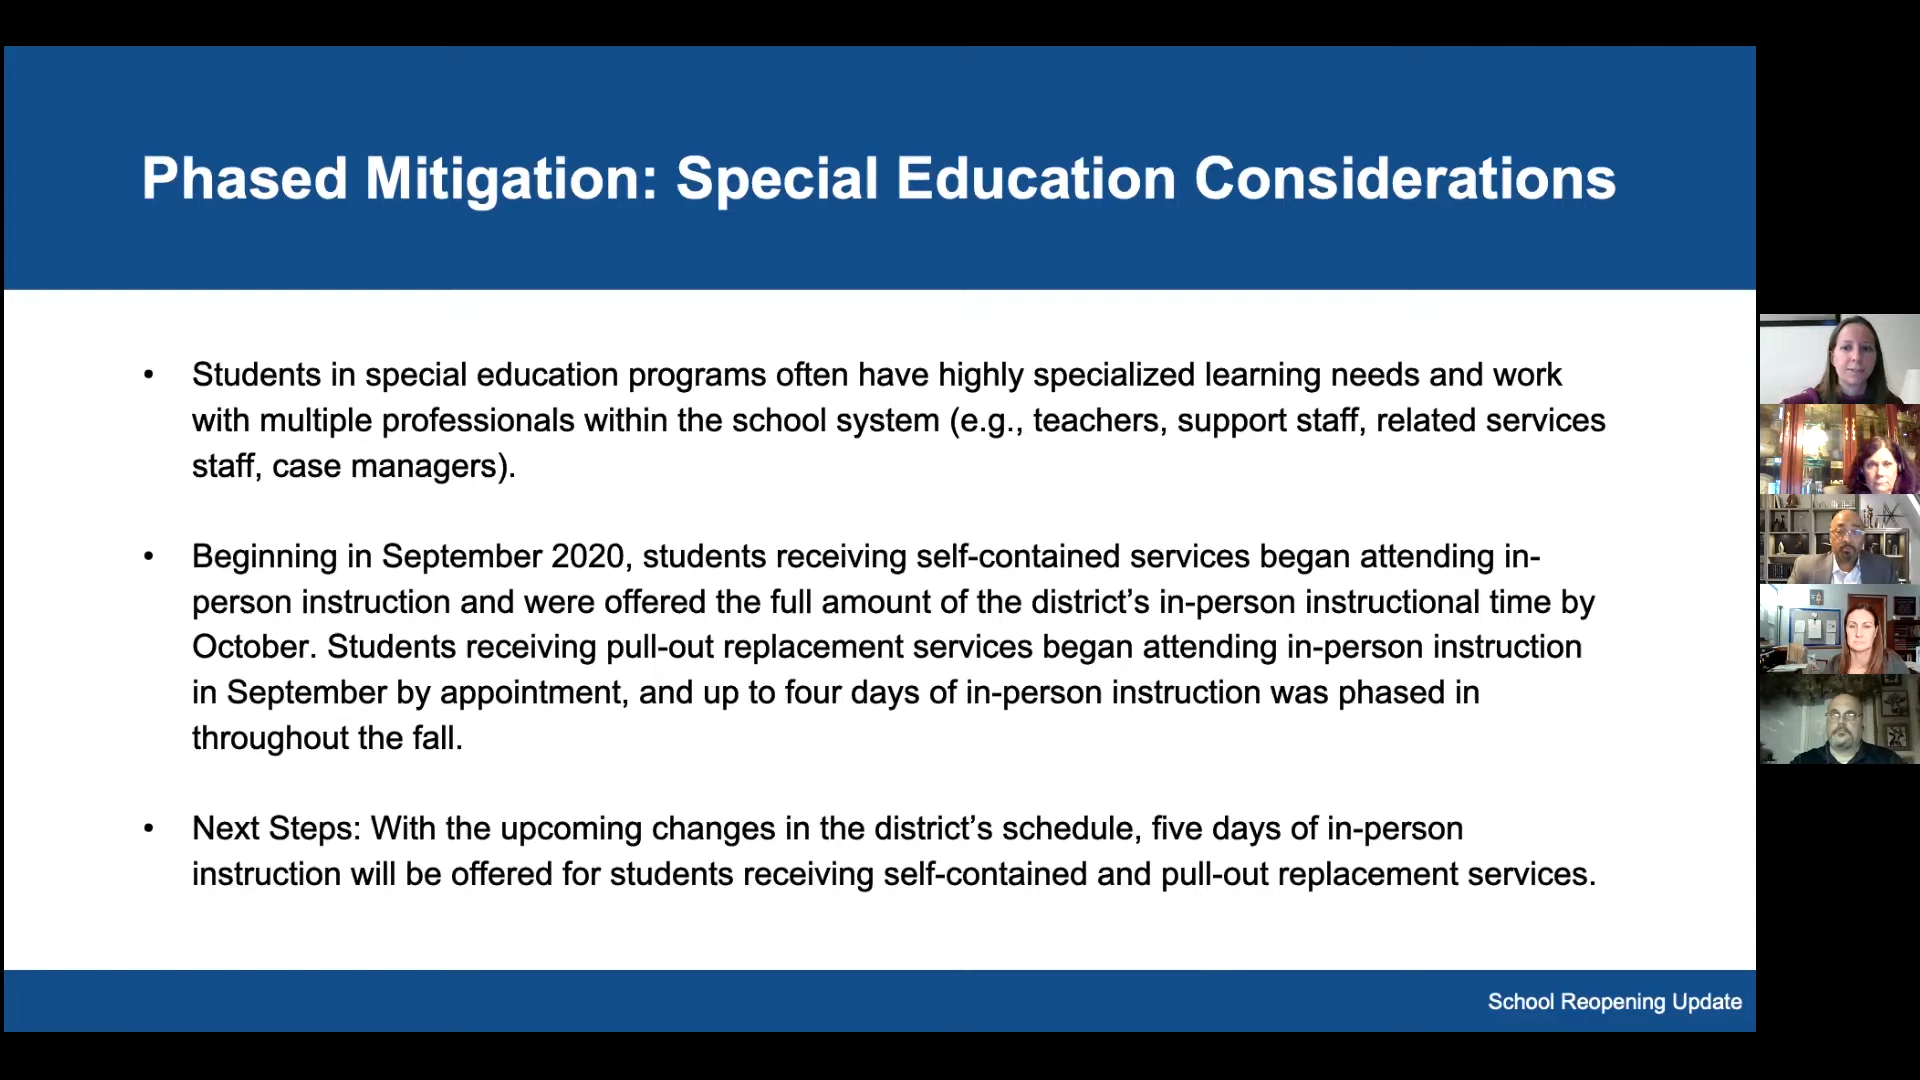 Phased Mitigation: Special Education Considerations
• Students in special education programs often have highly specialized learning needs and work
with multiple professionals within the school system (e.g., teachers, support staff, related services
staff, case managers).
• Beginning in September 2020, students receiving self-contained services began attending in-
person instruction and were offered the full amount of the district’s in-person instructional time by
October. Students receiving pull-out replacement services began attending in-person instruction
in September by appointment, and up to four days of in-person instruction was phased in
throughout the fall.
• Next Steps: With the upcoming changes in the district’s schedule, five days of in-person
instruction will be offered for students receiving self-contained and pull-out replacement services.
School Reopening Update